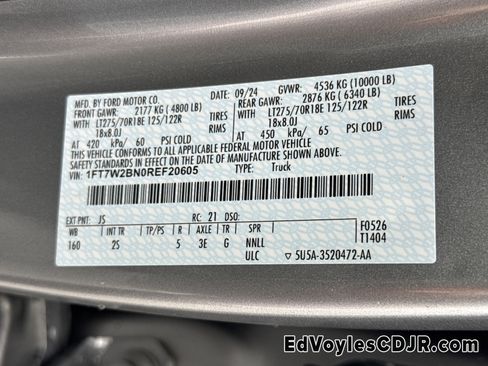 MFD. BY FORD MOTOR CO. DATE: 09/24 GVWR: 4536 KG (10000 LB)
FRONT GAWR: 2177 KG (4800 LB) REAR GAWR: 2876 KG (6340 LB)
WITH LT275/70R18E 125/122R TIRES WITH LT275/70R18E 125/122R TIRES
18x8.0J RIMS 18x8.0J RIMS
AT 420 kPa/ 60 PSI COLD AT 450 kPa/ 65 PSI COLD
THIS VEHICLE CONFORMS TO ALL APPLICABLE FEDERAL MOTOR VEHICLE
SAFETY STANDARDS IN EFFECT ON THE DATE OF MANUFACTURE SHOWN ABOVE.
VIN: 1FT7W2BN0REF20605 TYPE: Truck
EXT PNT: JS RC: 21 DSO:
WB INT TR TP/PS R AXLE TR SPR F0526
160 2S 5 3E G NNLL T1404
ULC 5U5A-3520472-AA
EdVoylesCDJR.com